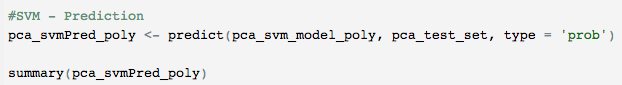 #SVM - Prediction
pca_svmPred_poly <- predict(pca_svm_model_poly, pca_test_set, type = 'prob')
summary(pca_svmPred_poly)